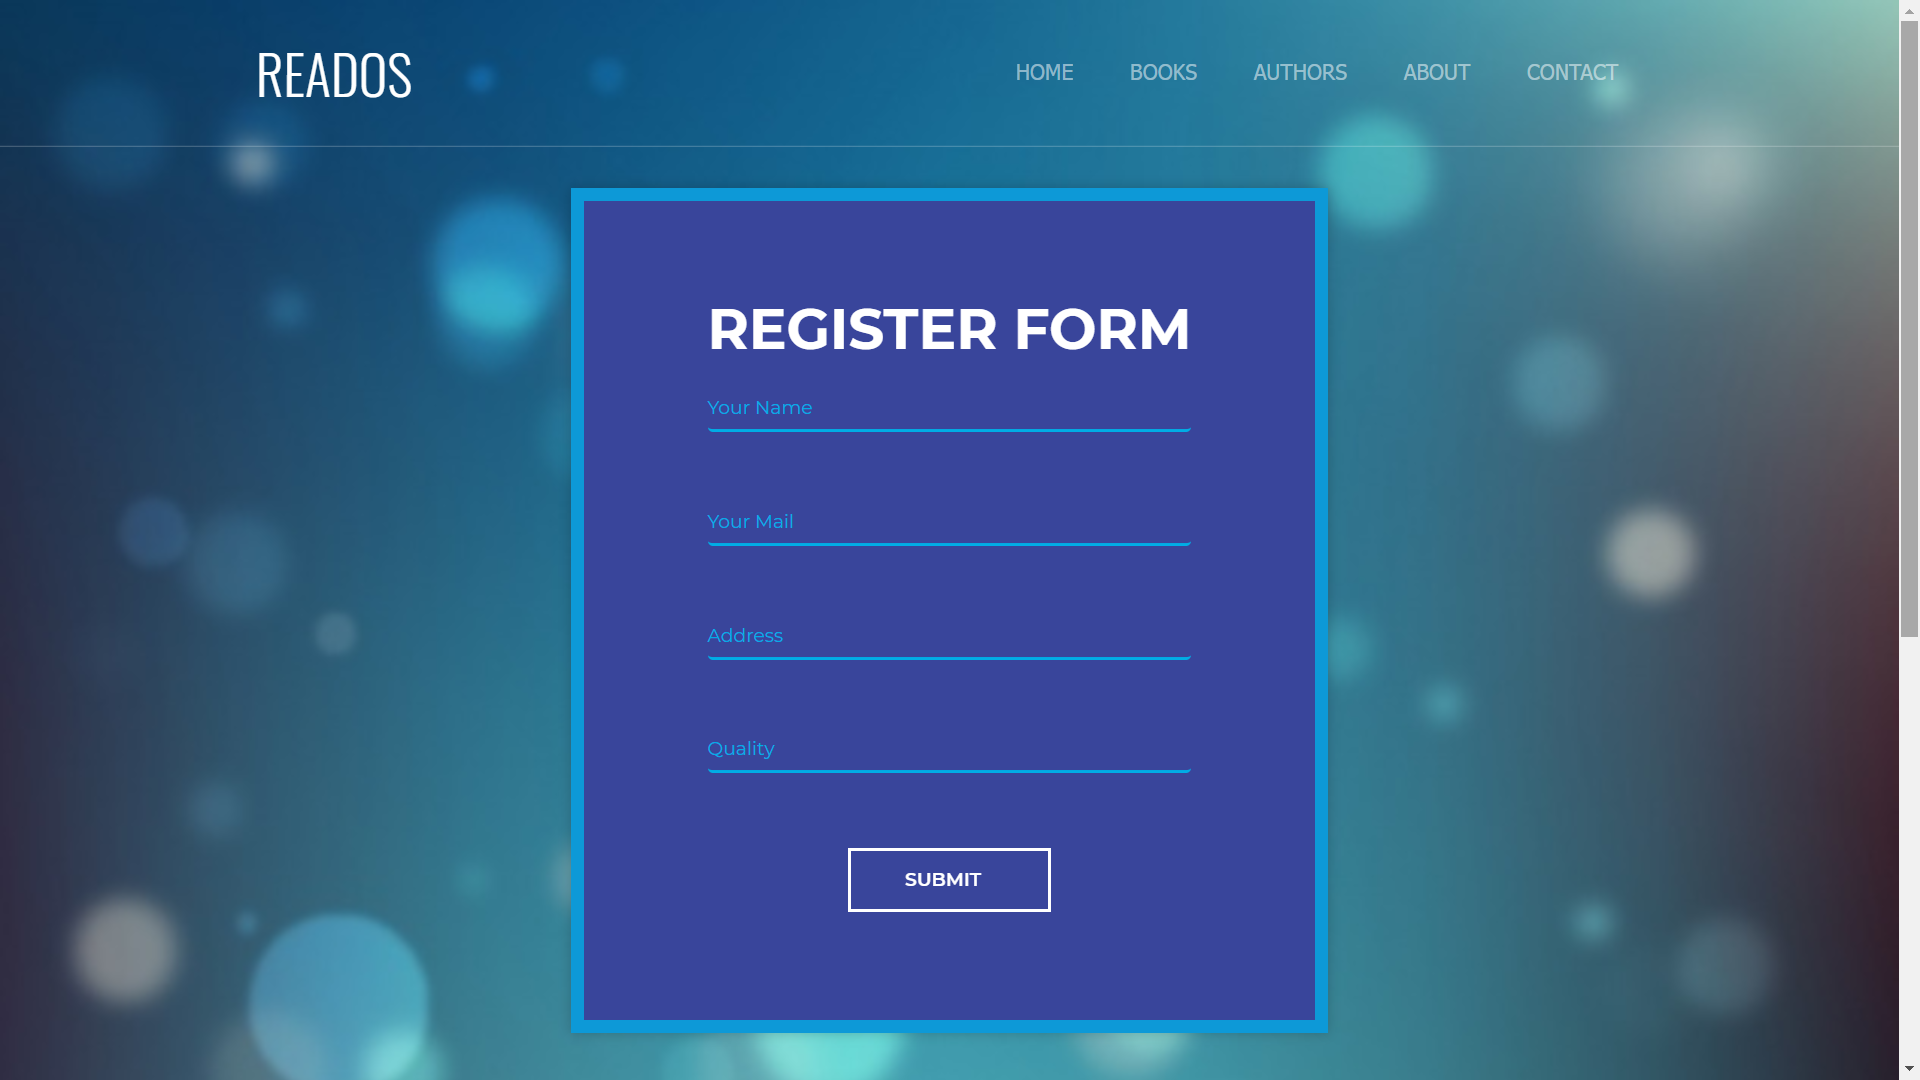 READOS
HOME BOOKS AUTHORS ABOUT CONTACT
REGISTER FORM
Your Name
Your Mail
Address
Quality
SUBMIT